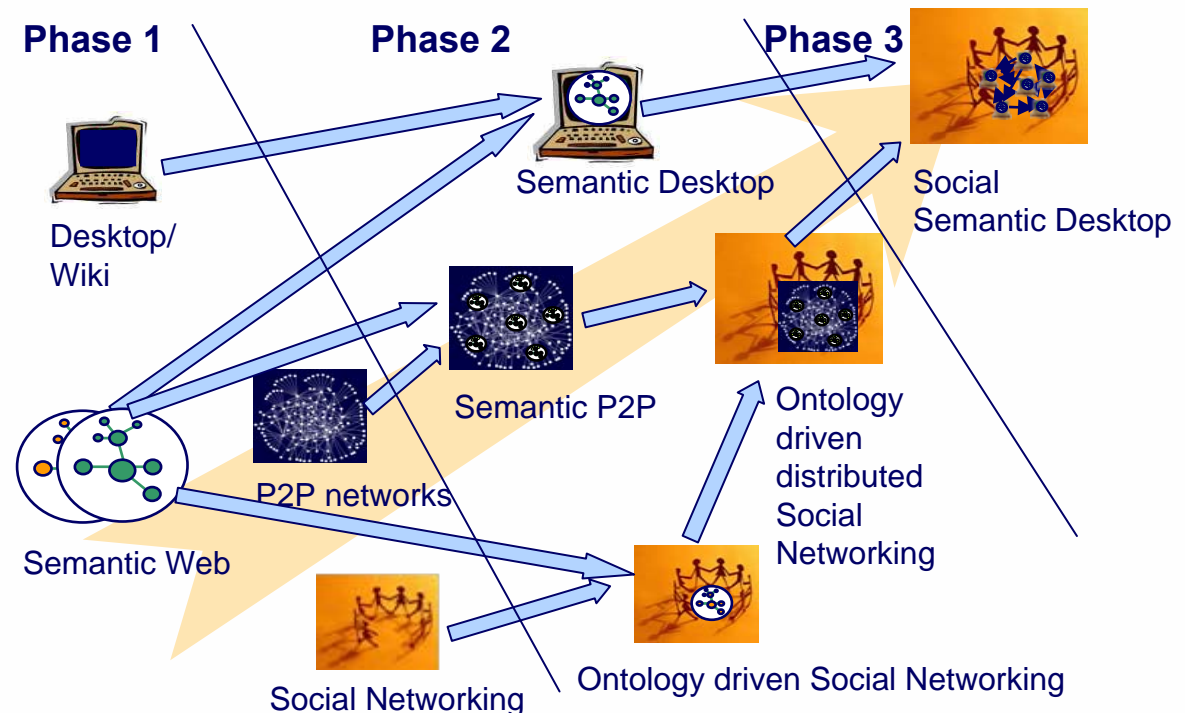 Phase 1
Phase 2
Phase 3
Desktop/
Wiki
Semantic Desktop
Social
Semantic Desktop
Semantic P2P
P2P networks
Ontology
driven
distributed
Social
Networking
Semantic Web
Social Networking
Ontology driven Social Networking